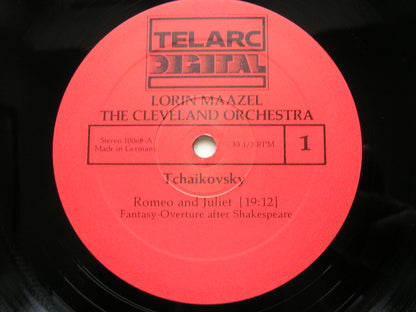 TELARC
DIGITAL
LORIN MAAZEL
THE CLEVELAND ORCHESTRA
Stereo 10068-A
Made in Germany
33 1/3 RPM
1
Tchaikovsky
Romeo and Juliet [19:12]
Fantasy-Overture after Shakespeare